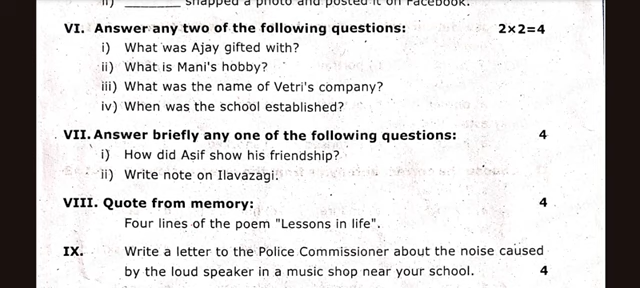 ii) ________ snapped a photo and posted it on Facebook.
VI. Answer any two of the following questions: 2×2=4
i) What was Ajay gifted with?
ii) What is Mani's hobby?
iii) What was the name of Vetri's company?
iv) When was the school established?
VII. Answer briefly any one of the following questions: 4
i) How did Asif show his friendship?
ii) Write note on Ilavazagi.
VIII. Quote from memory: 4
Four lines of the poem "Lessons in life".
IX. Write a letter to the Police Commissioner about the noise caused
by the loud speaker in a music shop near your school. 4